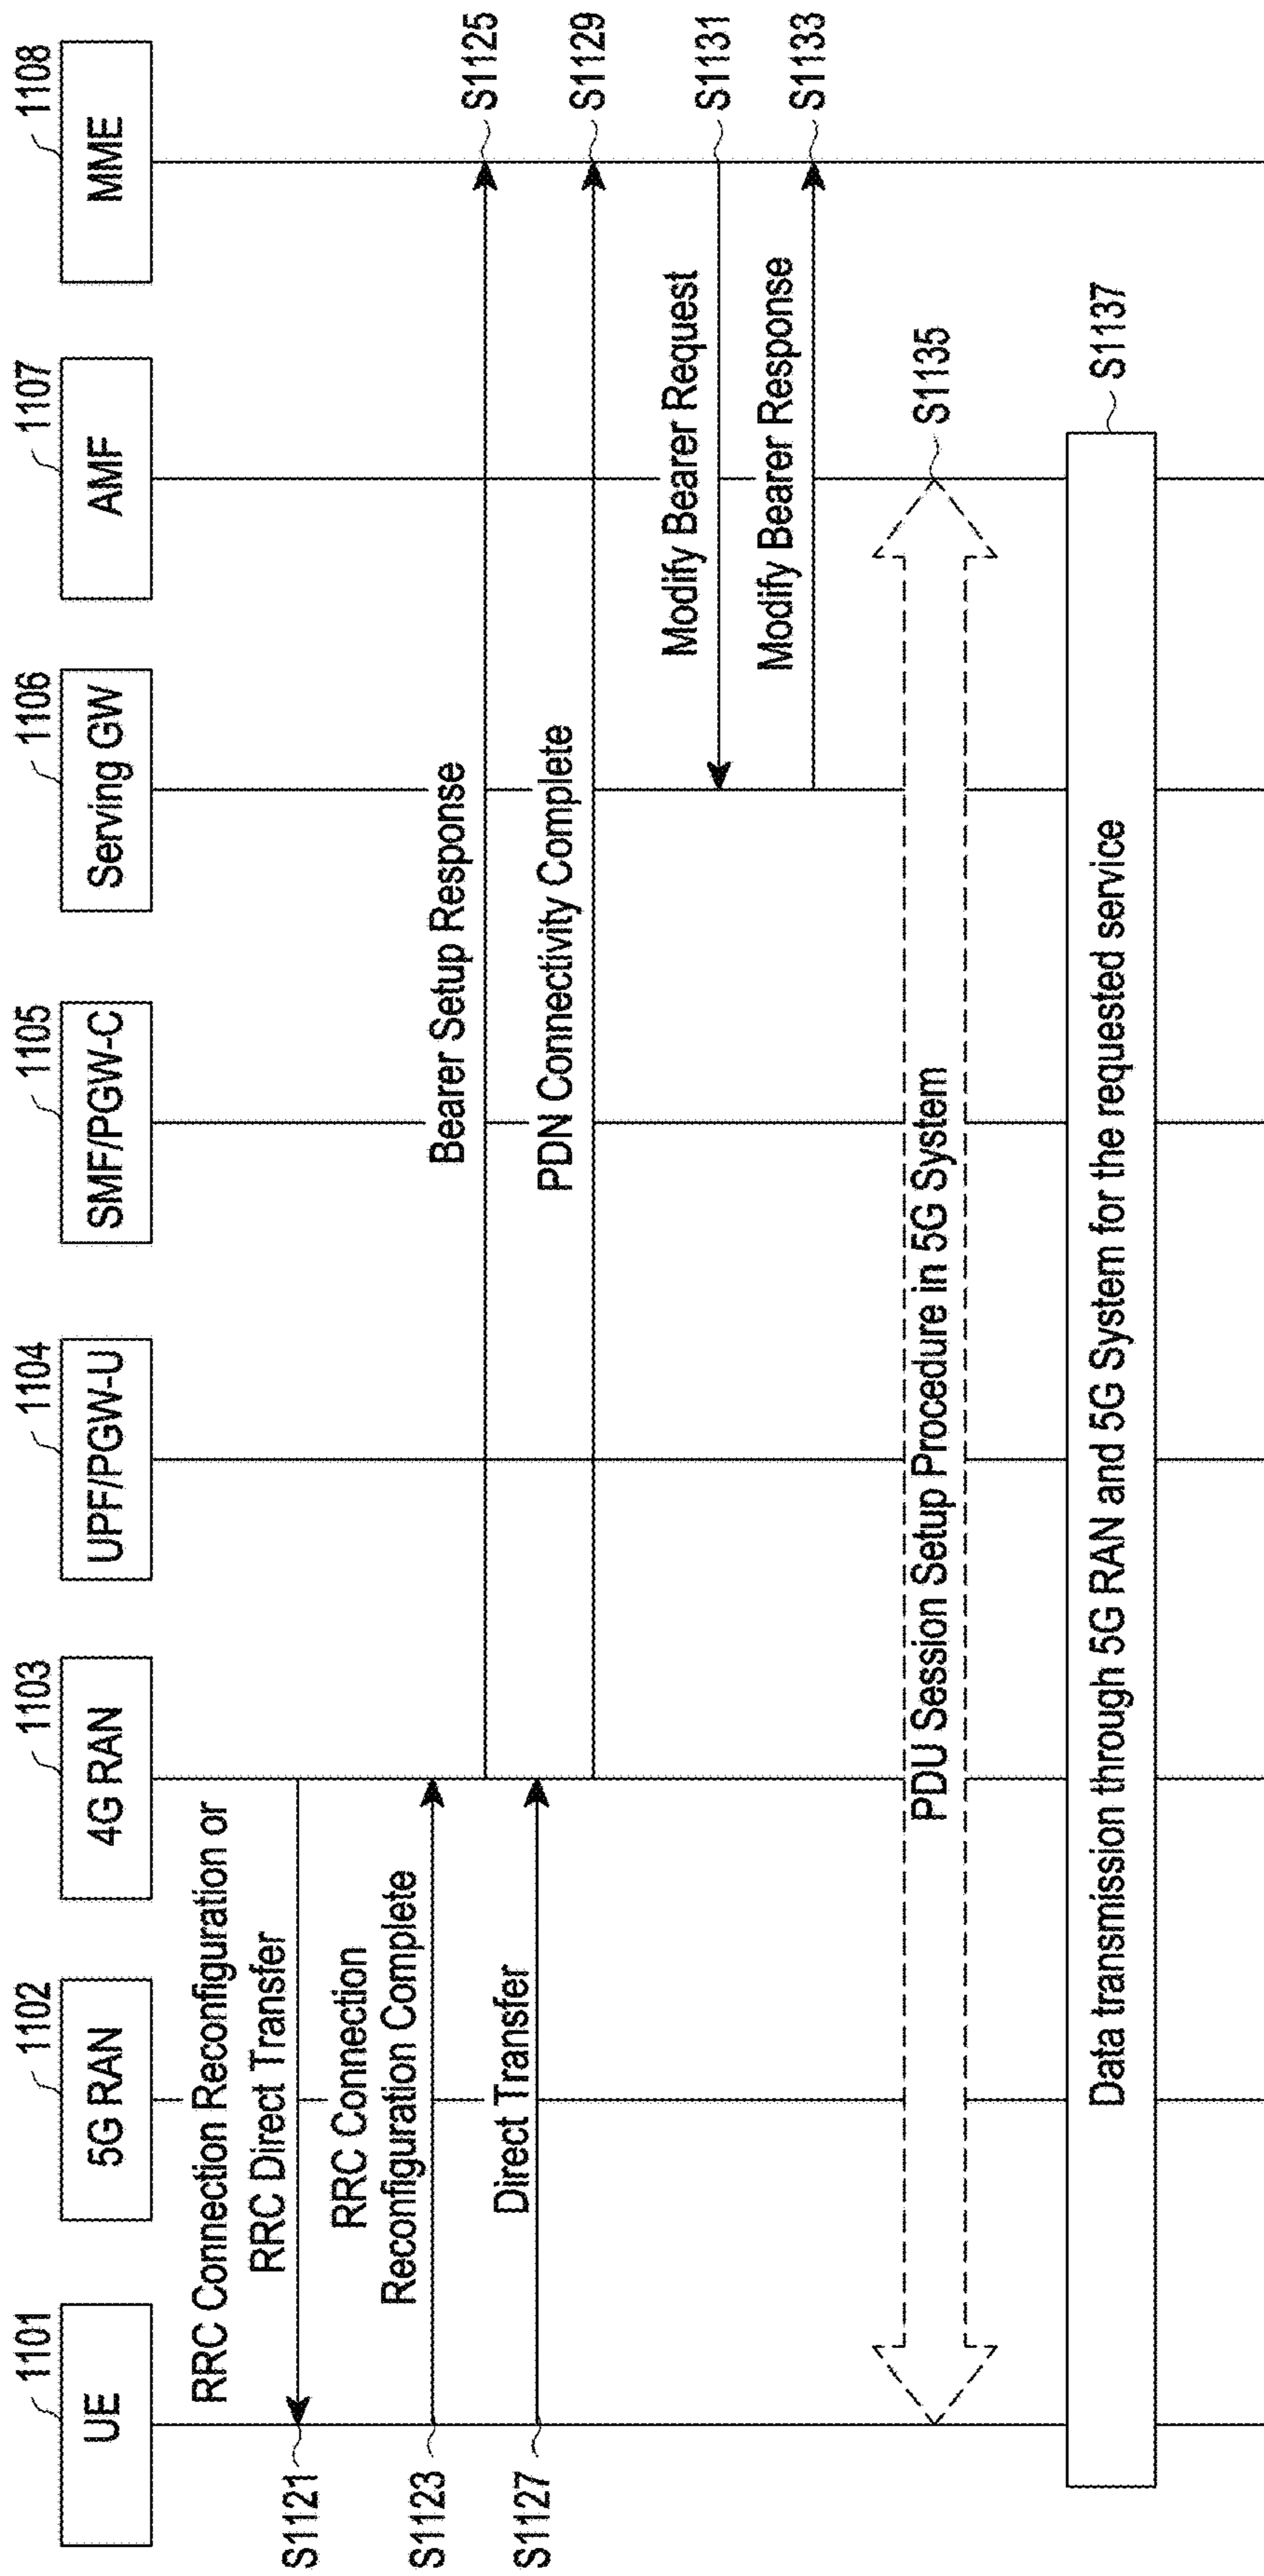 1101
1102
1103
1104
1105
1106
1107
1108
UE
5G RAN
4G RAN
UPF/PGW-U
SMF/PGW-C
Serving GW
AMF
MME
RRC Connection Reconfiguration or
RRC Direct Transfer
S1121
RRC Connection
Reconfiguration Complete
S1123
Bearer Setup Response
S1125
Direct Transfer
S1127
PDN Connectivity Complete
S1129
Modify Bearer Request
S1131
Modify Bearer Response
S1133
PDU Session Setup Procedure in 5G System
S1135
Data transmission through 5G RAN and 5G System for the requested service
S1137